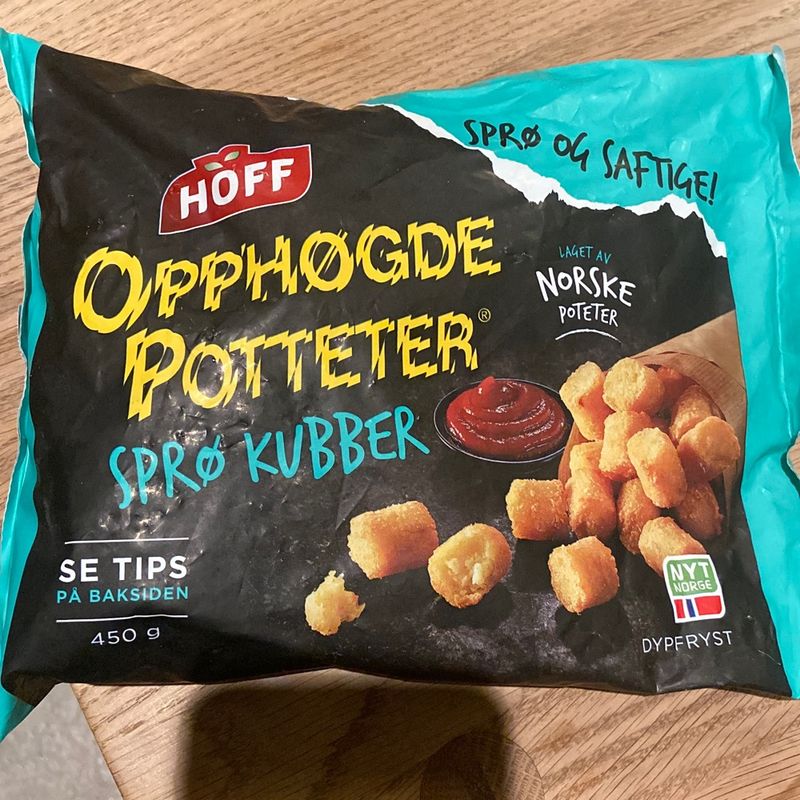 SPRØ OG SAFTIGE!
HOFF
OPPHØGDE
POTTETER®
SPRØ KUBBER
LAGET AV
NORSKE
POTETER
SE TIPS
PÅ BAKSIDEN
450 g
NYT
NORGE
DYPFRYST